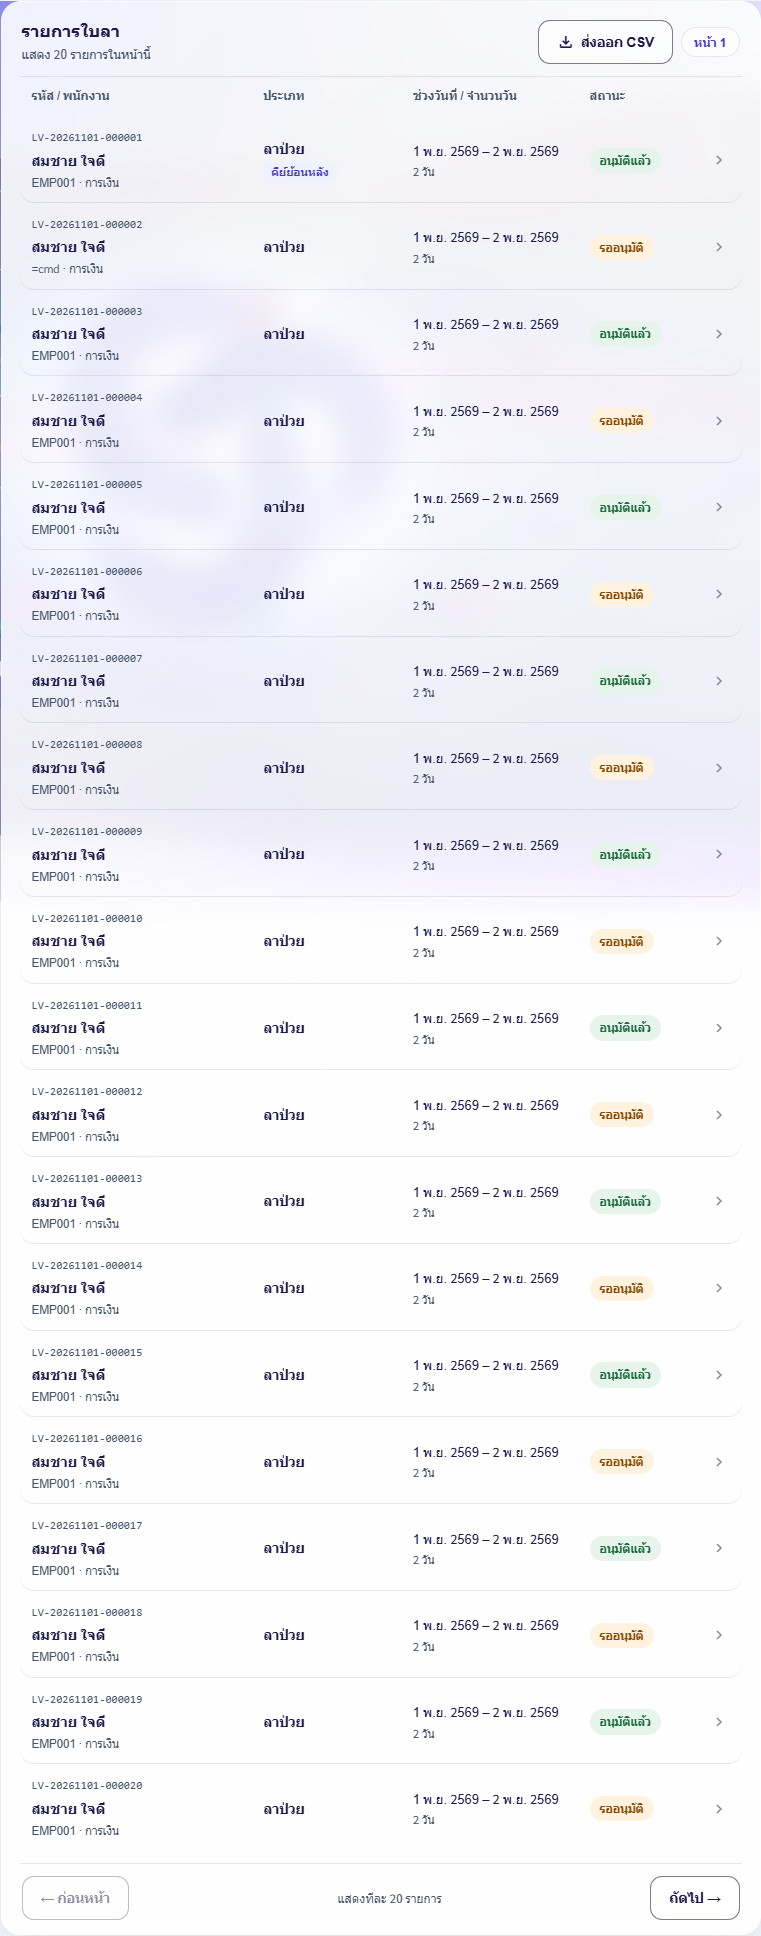 รายการใบลา
แสดง 20 รายการในหน้านี้
ส่งออก CSV
หน้า 1
รหัส / พนักงาน ประเภท ช่วงวันที่ / จำนวนวัน สถานะ
LV-20261101-000001
สมชาย ใจดี
EMP001 · การเงิน
ลาป่วย
คีย์ย้อนหลัง
1 พ.ย. 2569 – 2 พ.ย. 2569
2 วัน
อนุมัติแล้ว
LV-20261101-000002
สมชาย ใจดี
=cmd · การเงิน
ลาป่วย
1 พ.ย. 2569 – 2 พ.ย. 2569
2 วัน
รออนุมัติ
LV-20261101-000003
สมชาย ใจดี
EMP001 · การเงิน
ลาป่วย
1 พ.ย. 2569 – 2 พ.ย. 2569
2 วัน
อนุมัติแล้ว
LV-20261101-000004
สมชาย ใจดี
EMP001 · การเงิน
ลาป่วย
1 พ.ย. 2569 – 2 พ.ย. 2569
2 วัน
รออนุมัติ
LV-20261101-000005
สมชาย ใจดี
EMP001 · การเงิน
ลาป่วย
1 พ.ย. 2569 – 2 พ.ย. 2569
2 วัน
อนุมัติแล้ว
LV-20261101-000006
สมชาย ใจดี
EMP001 · การเงิน
ลาป่วย
1 พ.ย. 2569 – 2 พ.ย. 2569
2 วัน
รออนุมัติ
LV-20261101-000007
สมชาย ใจดี
EMP001 · การเงิน
ลาป่วย
1 พ.ย. 2569 – 2 พ.ย. 2569
2 วัน
อนุมัติแล้ว
LV-20261101-000008
สมชาย ใจดี
EMP001 · การเงิน
ลาป่วย
1 พ.ย. 2569 – 2 พ.ย. 2569
2 วัน
รออนุมัติ
LV-20261101-000009
สมชาย ใจดี
EMP001 · การเงิน
ลาป่วย
1 พ.ย. 2569 – 2 พ.ย. 2569
2 วัน
อนุมัติแล้ว
LV-20261101-000010
สมชาย ใจดี
EMP001 · การเงิน
ลาป่วย
1 พ.ย. 2569 – 2 พ.ย. 2569
2 วัน
รออนุมัติ
LV-20261101-000011
สมชาย ใจดี
EMP001 · การเงิน
ลาป่วย
1 พ.ย. 2569 – 2 พ.ย. 2569
2 วัน
อนุมัติแล้ว
LV-20261101-000012
สมชาย ใจดี
EMP001 · การเงิน
ลาป่วย
1 พ.ย. 2569 – 2 พ.ย. 2569
2 วัน
รออนุมัติ
LV-20261101-000013
สมชาย ใจดี
EMP001 · การเงิน
ลาป่วย
1 พ.ย. 2569 – 2 พ.ย. 2569
2 วัน
อนุมัติแล้ว
LV-20261101-000014
สมชาย ใจดี
EMP001 · การเงิน
ลาป่วย
1 พ.ย. 2569 – 2 พ.ย. 2569
2 วัน
รออนุมัติ
LV-20261101-000015
สมชาย ใจดี
EMP001 · การเงิน
ลาป่วย
1 พ.ย. 2569 – 2 พ.ย. 2569
2 วัน
อนุมัติแล้ว
LV-20261101-000016
สมชาย ใจดี
EMP001 · การเงิน
ลาป่วย
1 พ.ย. 2569 – 2 พ.ย. 2569
2 วัน
รออนุมัติ
LV-20261101-000017
สมชาย ใจดี
EMP001 · การเงิน
ลาป่วย
1 พ.ย. 2569 – 2 พ.ย. 2569
2 วัน
อนุมัติแล้ว
LV-20261101-000018
สมชาย ใจดี
EMP001 · การเงิน
ลาป่วย
1 พ.ย. 2569 – 2 พ.ย. 2569
2 วัน
รออนุมัติ
LV-20261101-000019
สมชาย ใจดี
EMP001 · การเงิน
ลาป่วย
1 พ.ย. 2569 – 2 พ.ย. 2569
2 วัน
อนุมัติแล้ว
LV-20261101-000020
สมชาย ใจดี
EMP001 · การเงิน
ลาป่วย
1 พ.ย. 2569 – 2 พ.ย. 2569
2 วัน
รออนุมัติ
← ก่อนหน้า
แสดงทีละ 20 รายการ
ถัดไป →